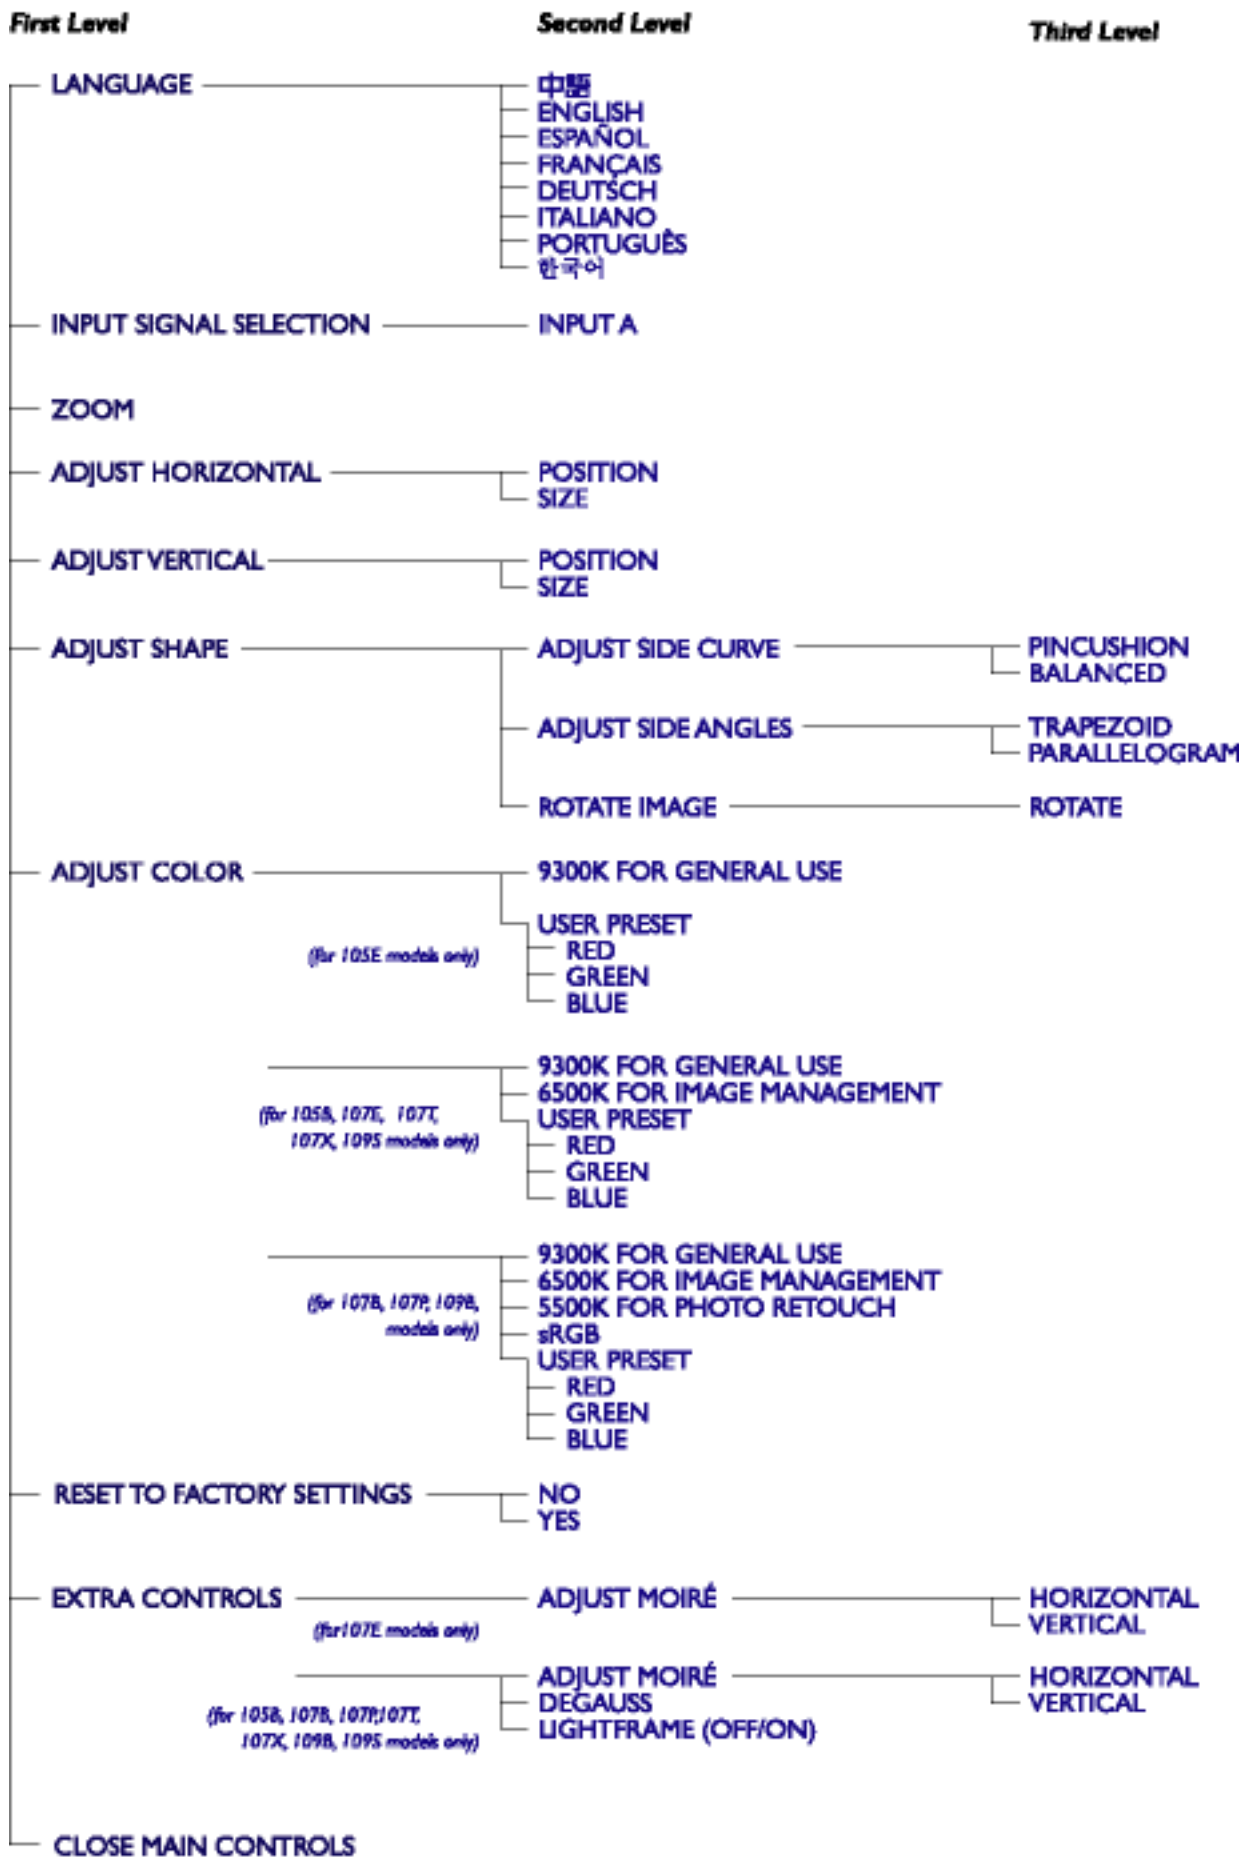 First Level Second Level Third Level
LANGUAGE 中語
ENGLISH
ESPAÑOL
FRANÇAIS
DEUTSCH
ITALIANO
PORTUGUÊS
한국어
INPUT SIGNAL SELECTION INPUT A
ZOOM
ADJUST HORIZONTAL POSITION
SIZE
ADJUST VERTICAL POSITION
SIZE
ADJUST SHAPE ADJUST SIDE CURVE PINCUSHION
BALANCED
ADJUST SIDE ANGLES TRAPEZOID
PARALLELOGRAM
ROTATE IMAGE ROTATE
ADJUST COLOR 9300K FOR GENERAL USE
USER PRESET
(for 105E models only) RED
GREEN
BLUE
9300K FOR GENERAL USE
6500K FOR IMAGE MANAGEMENT
(for 105B, 107E, 107T, USER PRESET
107X, 109S models only) RED
GREEN
BLUE
9300K FOR GENERAL USE
6500K FOR IMAGE MANAGEMENT
(for 107B, 107P, 109B, 5500K FOR PHOTO RETOUCH
models only) sRGB
USER PRESET
RED
GREEN
BLUE
RESET TO FACTORY SETTINGS NO
YES
EXTRA CONTROLS ADJUST MOIRÉ HORIZONTAL
(for107E models only) VERTICAL
ADJUST MOIRÉ HORIZONTAL
DEGAUSS VERTICAL
(for 105B, 107B, 107P,107T, LIGHTFRAME (OFF/ON)
107X, 109B, 109S models only)
CLOSE MAIN CONTROLS